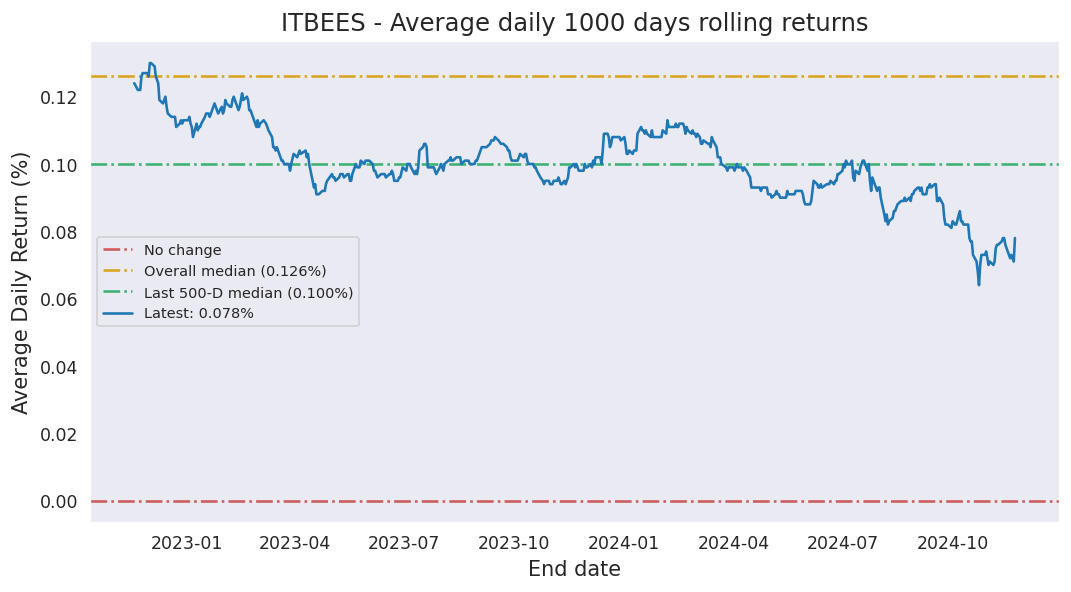 ITBEES - Average daily 1000 days rolling returns
Average Daily Return (%)
0.12
0.10
0.08
0.06
0.04
0.02
0.00
No change
Overall median (0.126%)
Last 500-D median (0.100%)
Latest: 0.078%
2023-01 2023-04 2023-07 2023-10 2024-01 2024-04 2024-07 2024-10
End date